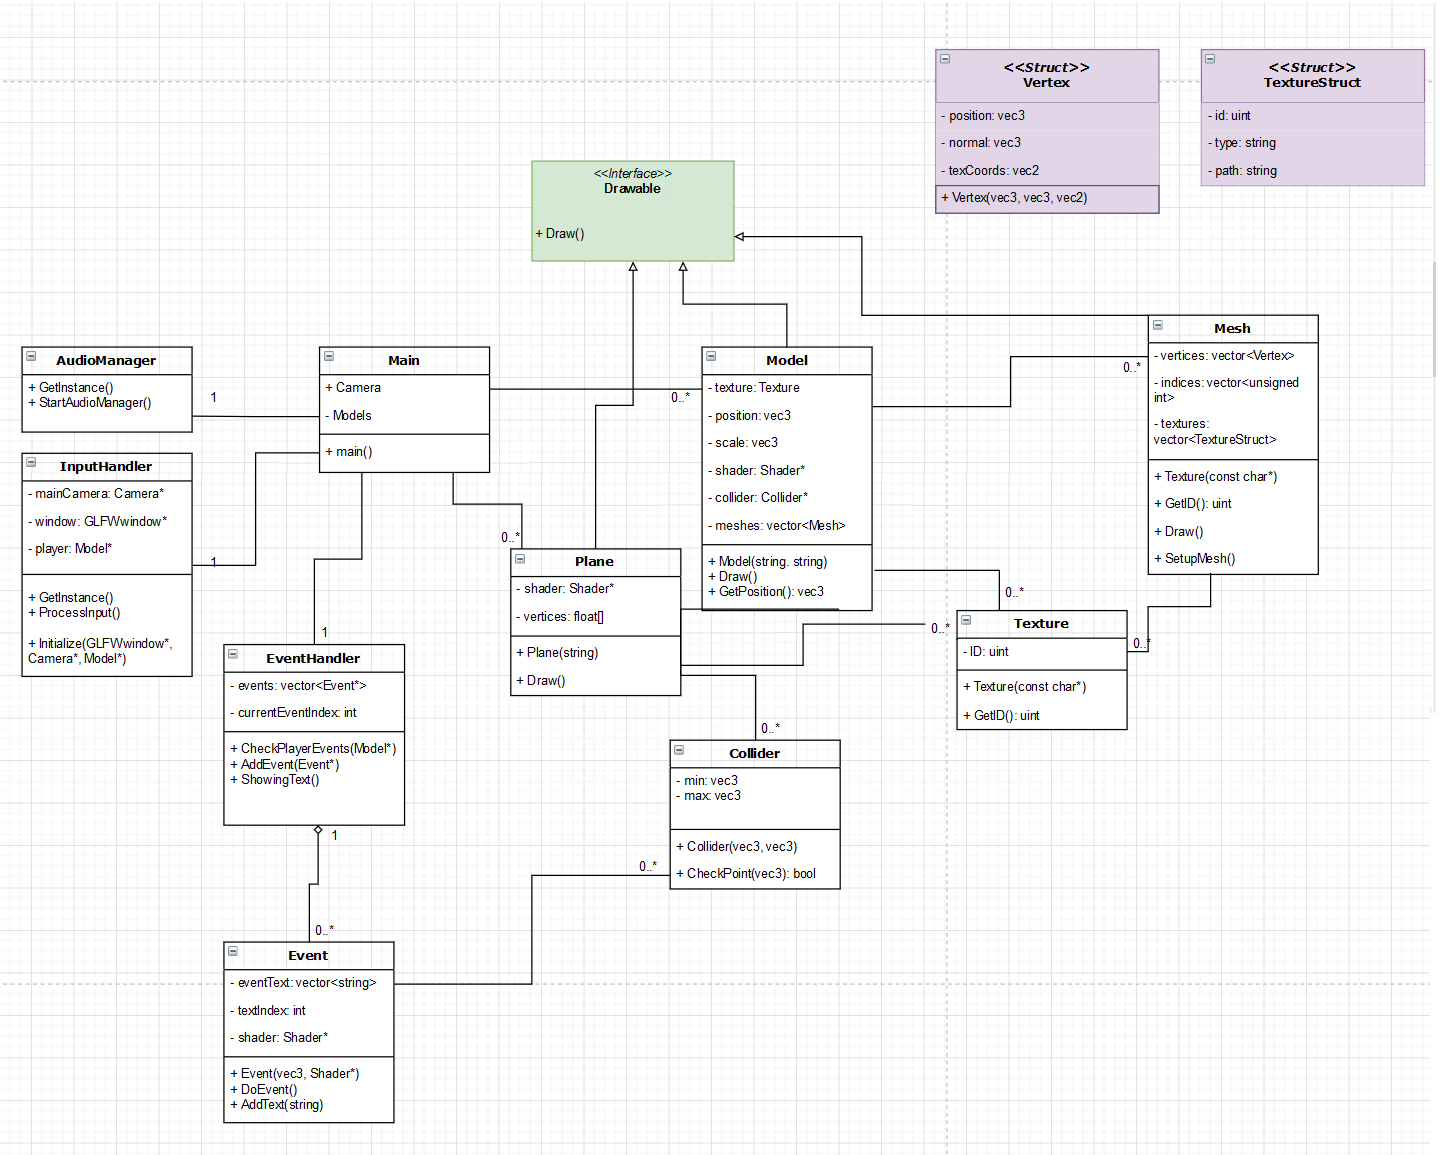 <<Struct>>
Vertex
- position: vec3
- normal: vec3
- texCoords: vec2
+ Vertex(vec3, vec3, vec2)
<<Struct>>
TextureStruct
- id: uint
- type: string
- path: string
<<Interface>>
Drawable
+ Draw()
AudioManager
+ GetInstance()
+ StartAudioManager()
1
Main
+ Camera
- Models
+ main()
0..*
Model
- texture: Texture
- position: vec3
- scale: vec3
- shader: Shader*
- collider: Collider*
- meshes: vector<Mesh>
+ Model(string. string)
+ Draw()
+ GetPosition(): vec3
0..*
Mesh
- vertices: vector<Vertex>
- indices: vector<unsigned
int>
- textures:
vector<TextureStruct>
+ Texture(const char*)
+ GetID(): uint
+ Draw()
+ SetupMesh()
InputHandler
- mainCamera: Camera*
- window: GLFWwindow*
- player: Model*
+ GetInstance()
+ ProcessInput()
+ Initialize(GLFWwindow*,
Camera*, Model*)
1
0..*
Plane
- shader: Shader*
- vertices: float[]
+ Plane(string)
+ Draw()
0..*
0..*
0..*
Texture
- ID: uint
+ Texture(const char*)
+ GetID(): uint
1
EventHandler
- events: vector<Event*>
- currentEventIndex: int
+ CheckPlayerEvents(Model*)
+ AddEvent(Event*)
+ ShowingText()
1
0..*
Collider
- min: vec3
- max: vec3
+ Collider(vec3, vec3)
+ CheckPoint(vec3): bool
0..*
0..*
Event
- eventText: vector<string>
- textIndex: int
- shader: Shader*
+ Event(vec3, Shader*)
+ DoEvent()
+ AddText(string)